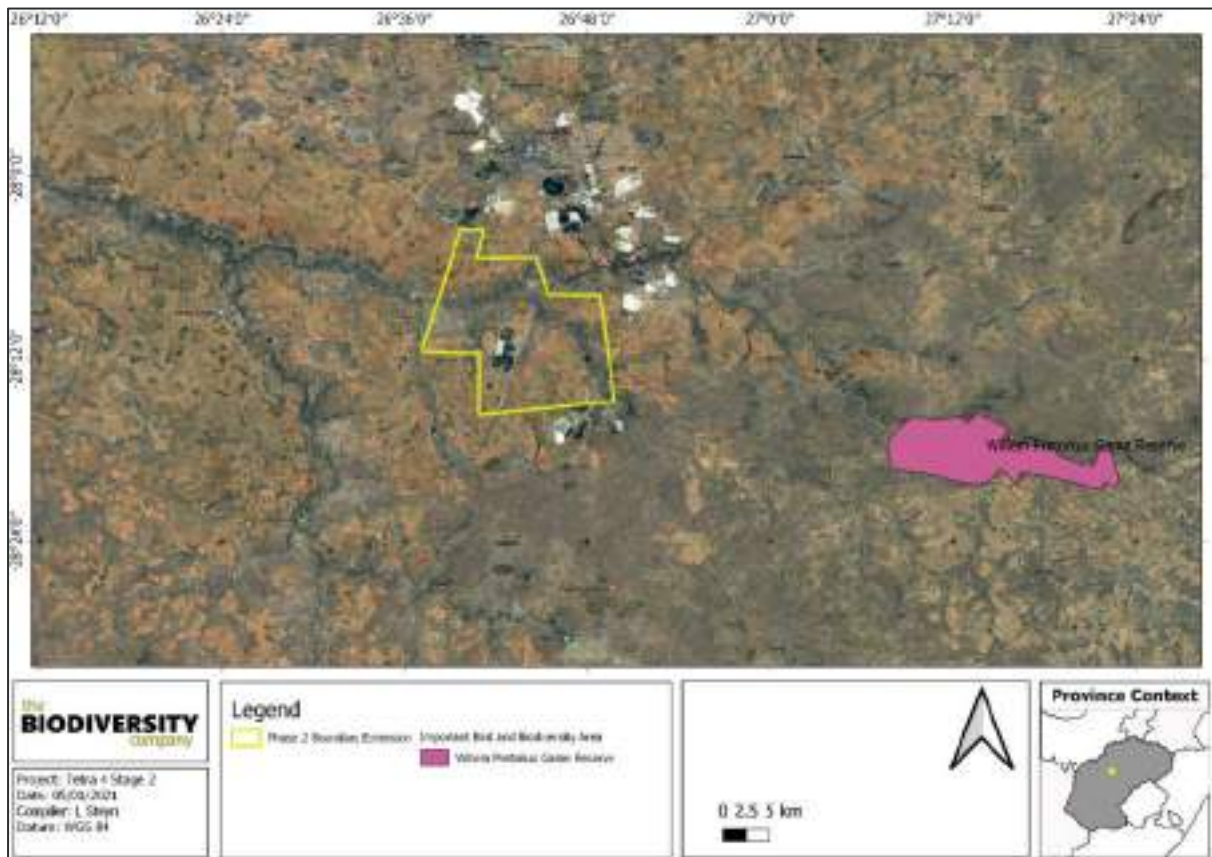 26°12'0" 26°24'0" 26°36'0" 26°48'0" 27°0'0" 27°12'0" 27°24'0"
-28°0'0"
-28°12'0"
-28°24'0"
Willem Pretorius Game Reserve
the
BIODIVERSITY
company
Legend
Phase 2 Boundary Extension
Important Bird and Biodiversity Area
Willem Pretorius Game Reserve
Project: Tetra 4 Stage 2
Date: 05/01/2021
Compiler: L Steyn
Datum: WGS 84
0 2.5 5 km
Province Context